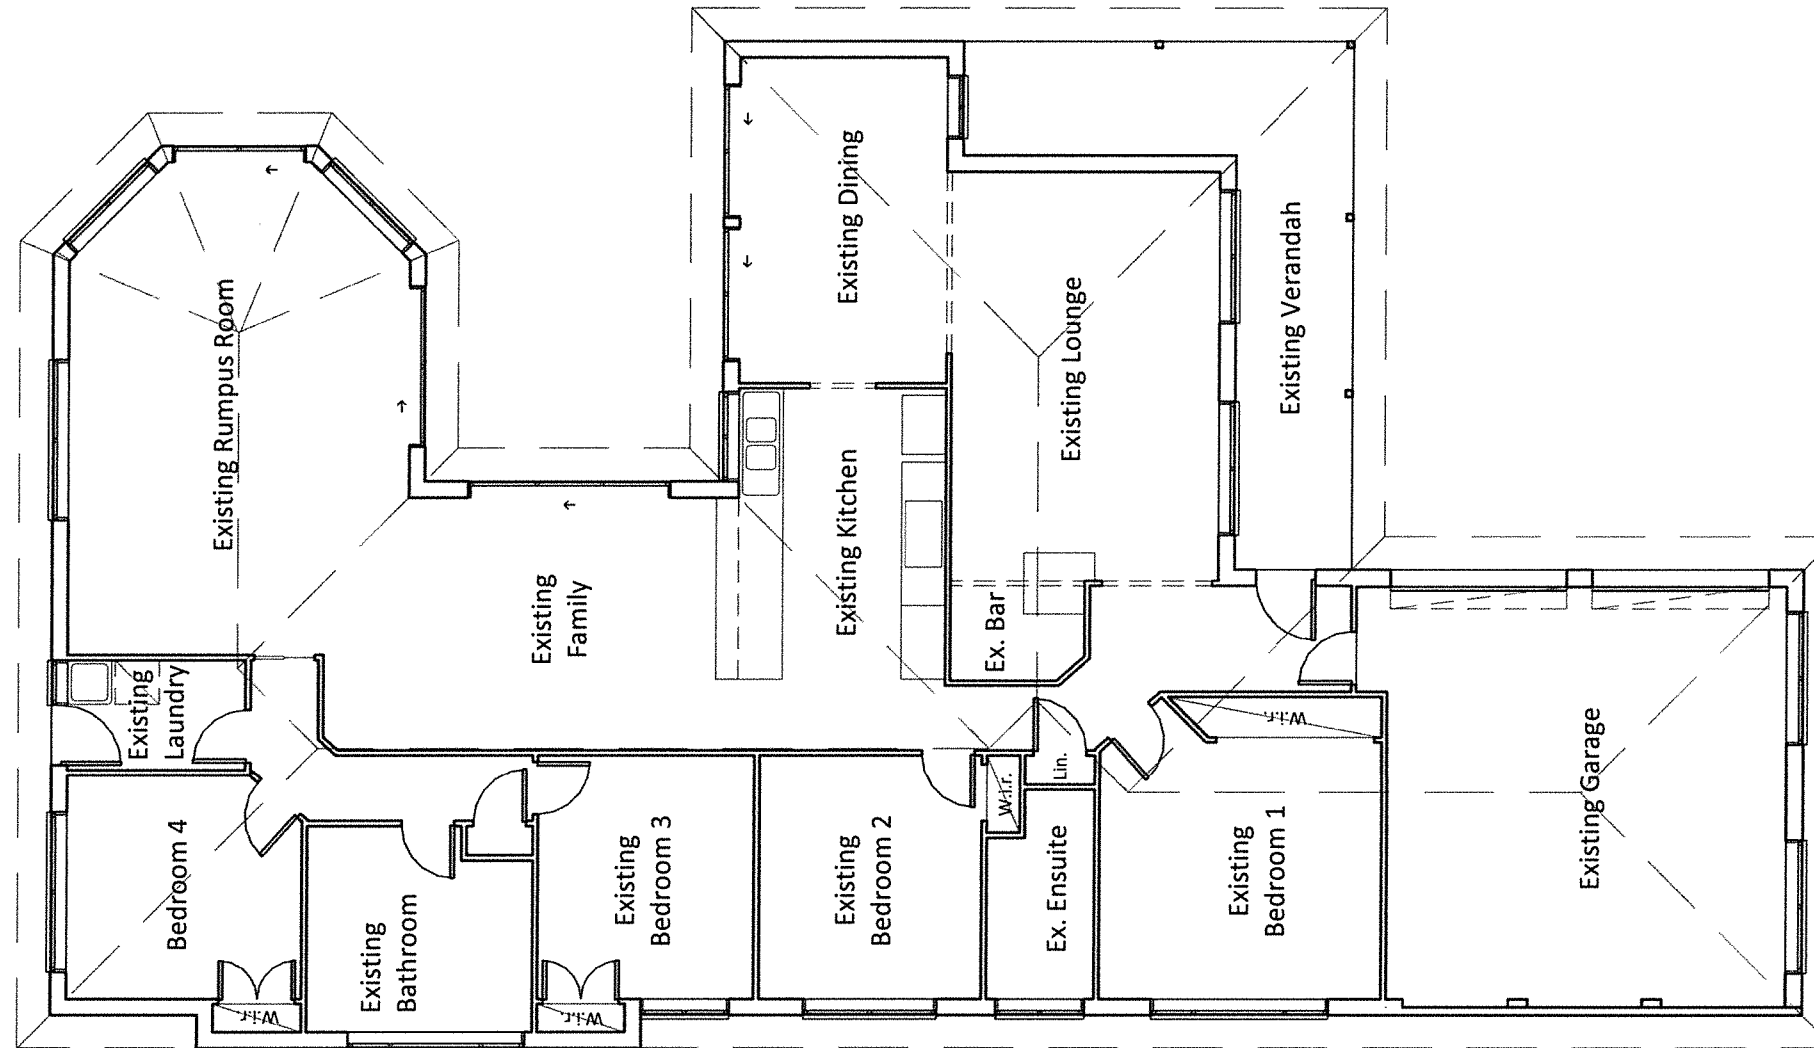 Existing Rumpus Room
Existing Dining
Existing Lounge
Existing Verandah
Existing Kitchen
Existing
Family
Ex. Bar
Existing
Laundry
Bedroom 4
Existing
Bathroom
Existing
Bedroom 3
Existing
Bedroom 2
Ex. Ensuite
Existing
Bedroom 1
Existing Garage
Lin.
W.i.r.
W.i.r.
W.i.r.
W.i.r.